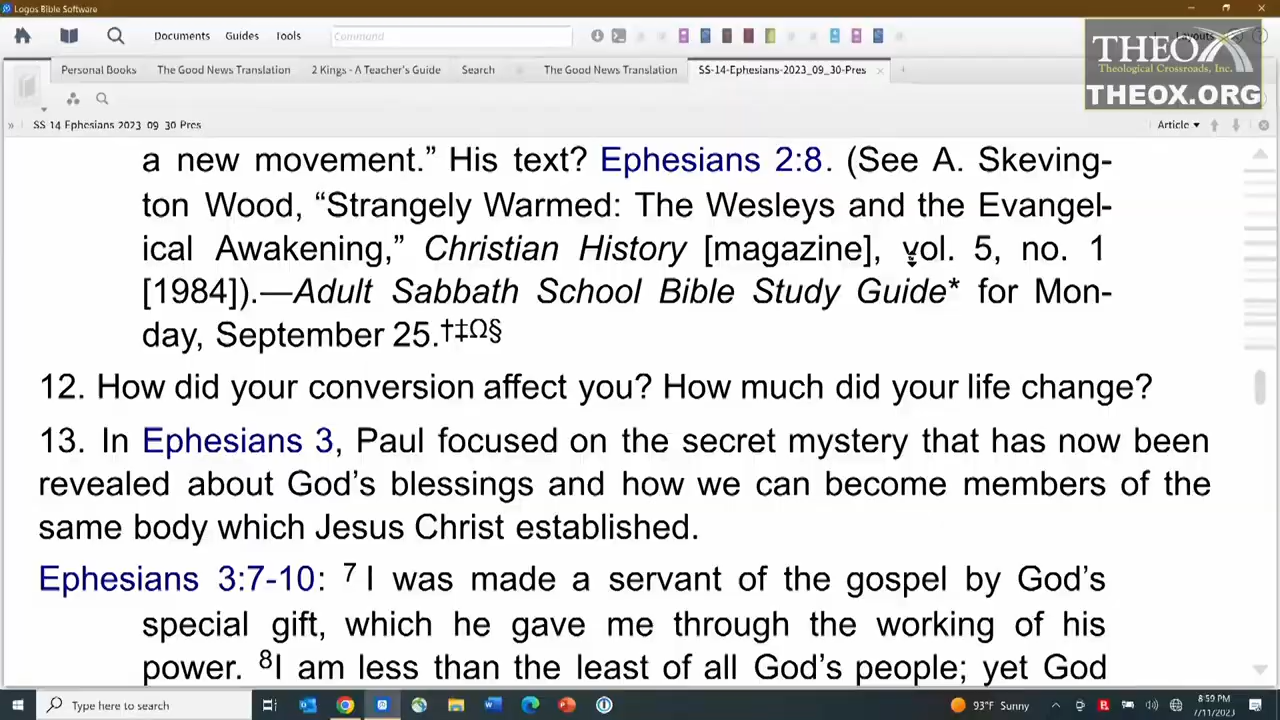 Logos Bible Software
Documents Guides Tools Command
THEOX
Theological Crossroads, Inc.
THEOX.ORG
Personal Books The Good News Translation 2 Kings - A Teacher's Guide Search The Good News Translation SS-14-Ephesians-2023_09_30-Pres
SS 14 Ephesians 2023 09 30 Pres Article
a new movement.” His text? Ephesians 2:8. (See A. Skeving-
ton Wood, “Strangely Warmed: The Wesleys and the Evangel-
ical Awakening,” Christian History [magazine], vol. 5, no. 1
[1984]).—Adult Sabbath School Bible Study Guide* for Mon-
day, September 25.†‡Ω§
12. How did your conversion affect you? How much did your life change?
13. In Ephesians 3, Paul focused on the secret mystery that has now been
revealed about God’s blessings and how we can become members of the
same body which Jesus Christ established.
Ephesians 3:7-10: 7 I was made a servant of the gospel by God’s
special gift, which he gave me through the working of his
power. 8I am less than the least of all God’s people; yet God
Type here to search 93°F Sunny 8:59 PM
7/11/2023